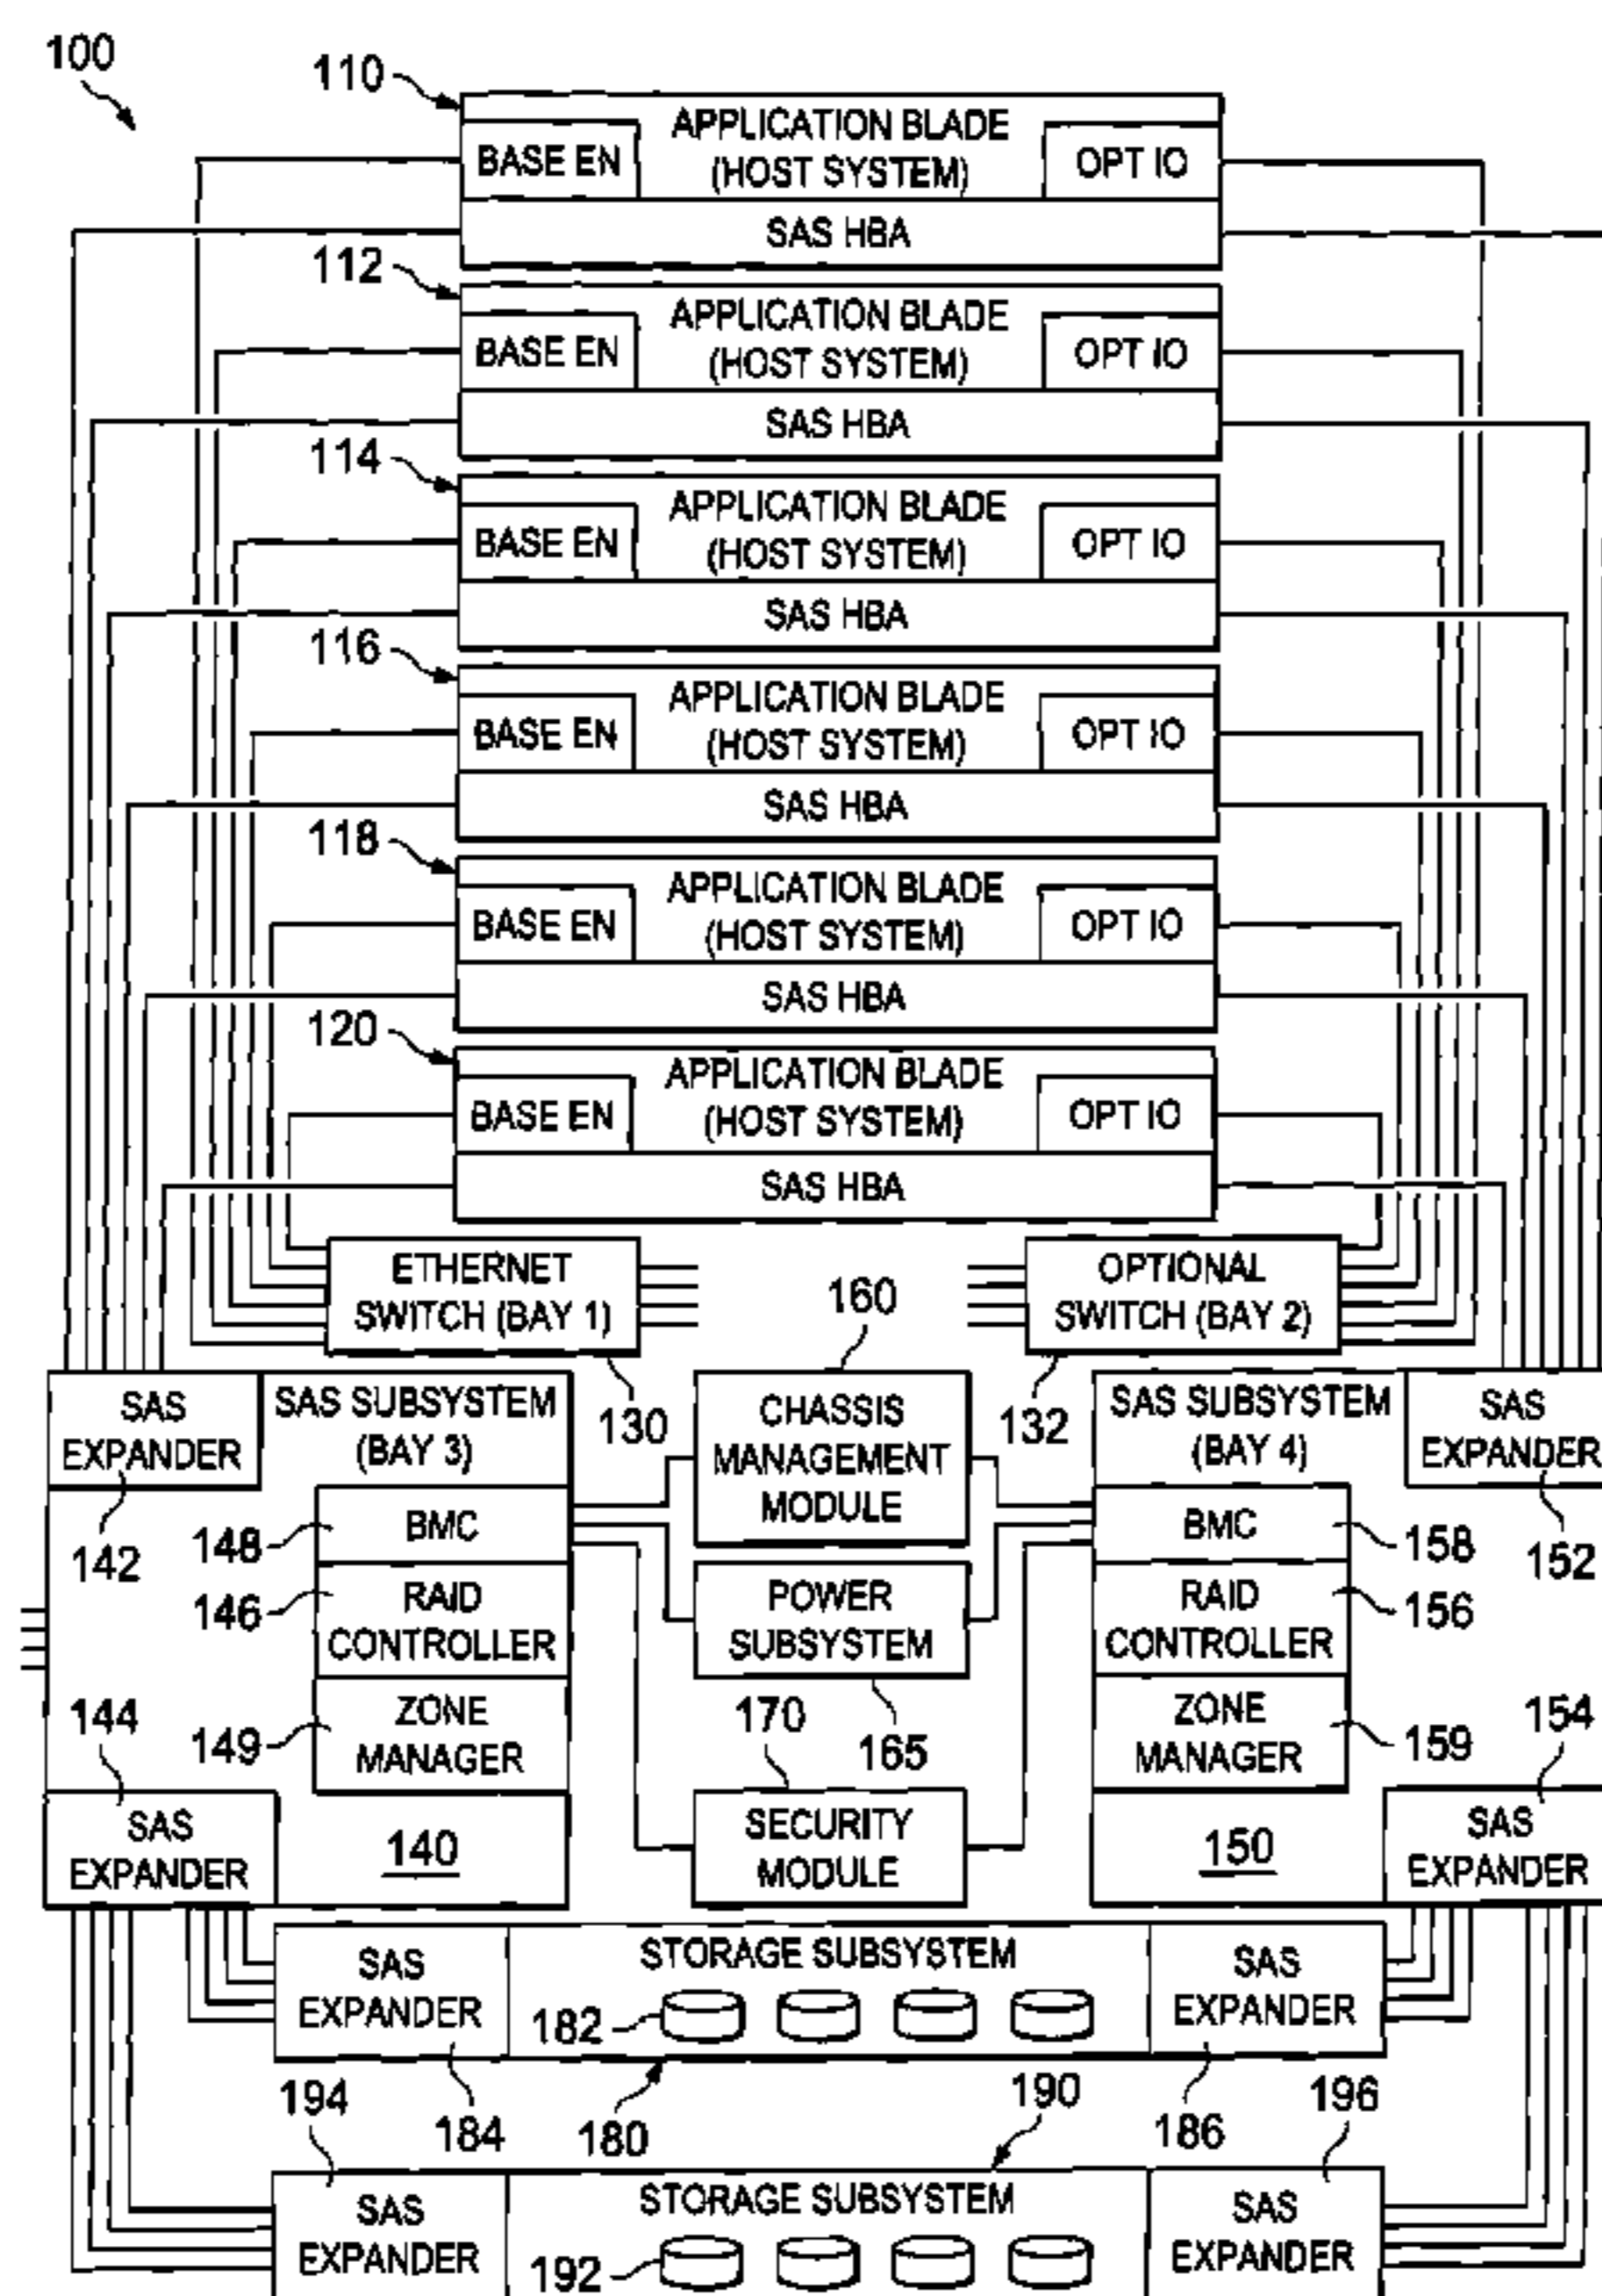 100
110
APPLICATION BLADE
(HOST SYSTEM)
BASE EN
OPT IO
SAS HBA
112
APPLICATION BLADE
(HOST SYSTEM)
BASE EN
OPT IO
SAS HBA
114
APPLICATION BLADE
(HOST SYSTEM)
BASE EN
OPT IO
SAS HBA
116
APPLICATION BLADE
(HOST SYSTEM)
BASE EN
OPT IO
SAS HBA
118
APPLICATION BLADE
(HOST SYSTEM)
BASE EN
OPT IO
SAS HBA
120
APPLICATION BLADE
(HOST SYSTEM)
BASE EN
OPT IO
SAS HBA
ETHERNET
SWITCH (BAY 1)
130
OPTIONAL
SWITCH (BAY 2)
132
160
CHASSIS
MANAGEMENT
MODULE
SAS
EXPANDER
142
SAS SUBSYSTEM
(BAY 3)
148
BMC
146
RAID
CONTROLLER
149
ZONE
MANAGER
144
SAS
EXPANDER
140
POWER
SUBSYSTEM
165
170
SECURITY
MODULE
SAS SUBSYSTEM
(BAY 4)
SAS
EXPANDER
152
BMC
158
RAID
CONTROLLER
156
ZONE
MANAGER
159
154
SAS
EXPANDER
150
SAS
EXPANDER
184
STORAGE SUBSYSTEM
182
180
SAS
EXPANDER
186
194
SAS
EXPANDER
190
STORAGE SUBSYSTEM
192
196
SAS
EXPANDER